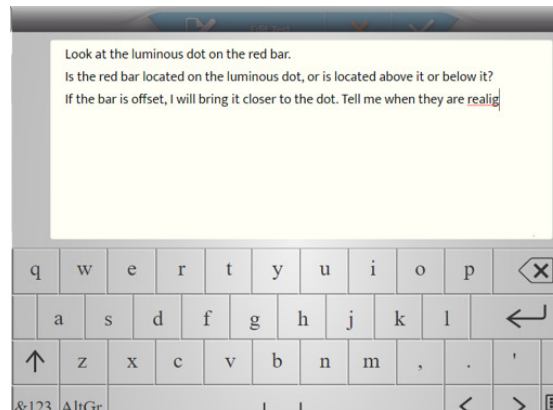 Look at the luminous dot on the red bar.
Is the red bar located on the luminous dot, or is located above it or below it?
If the bar is offset, I will bring it closer to the dot. Tell me when they are realig
q w e r t y u i o p
a s d f g h j k l
z x c v b n m , . '
&123 AltGr